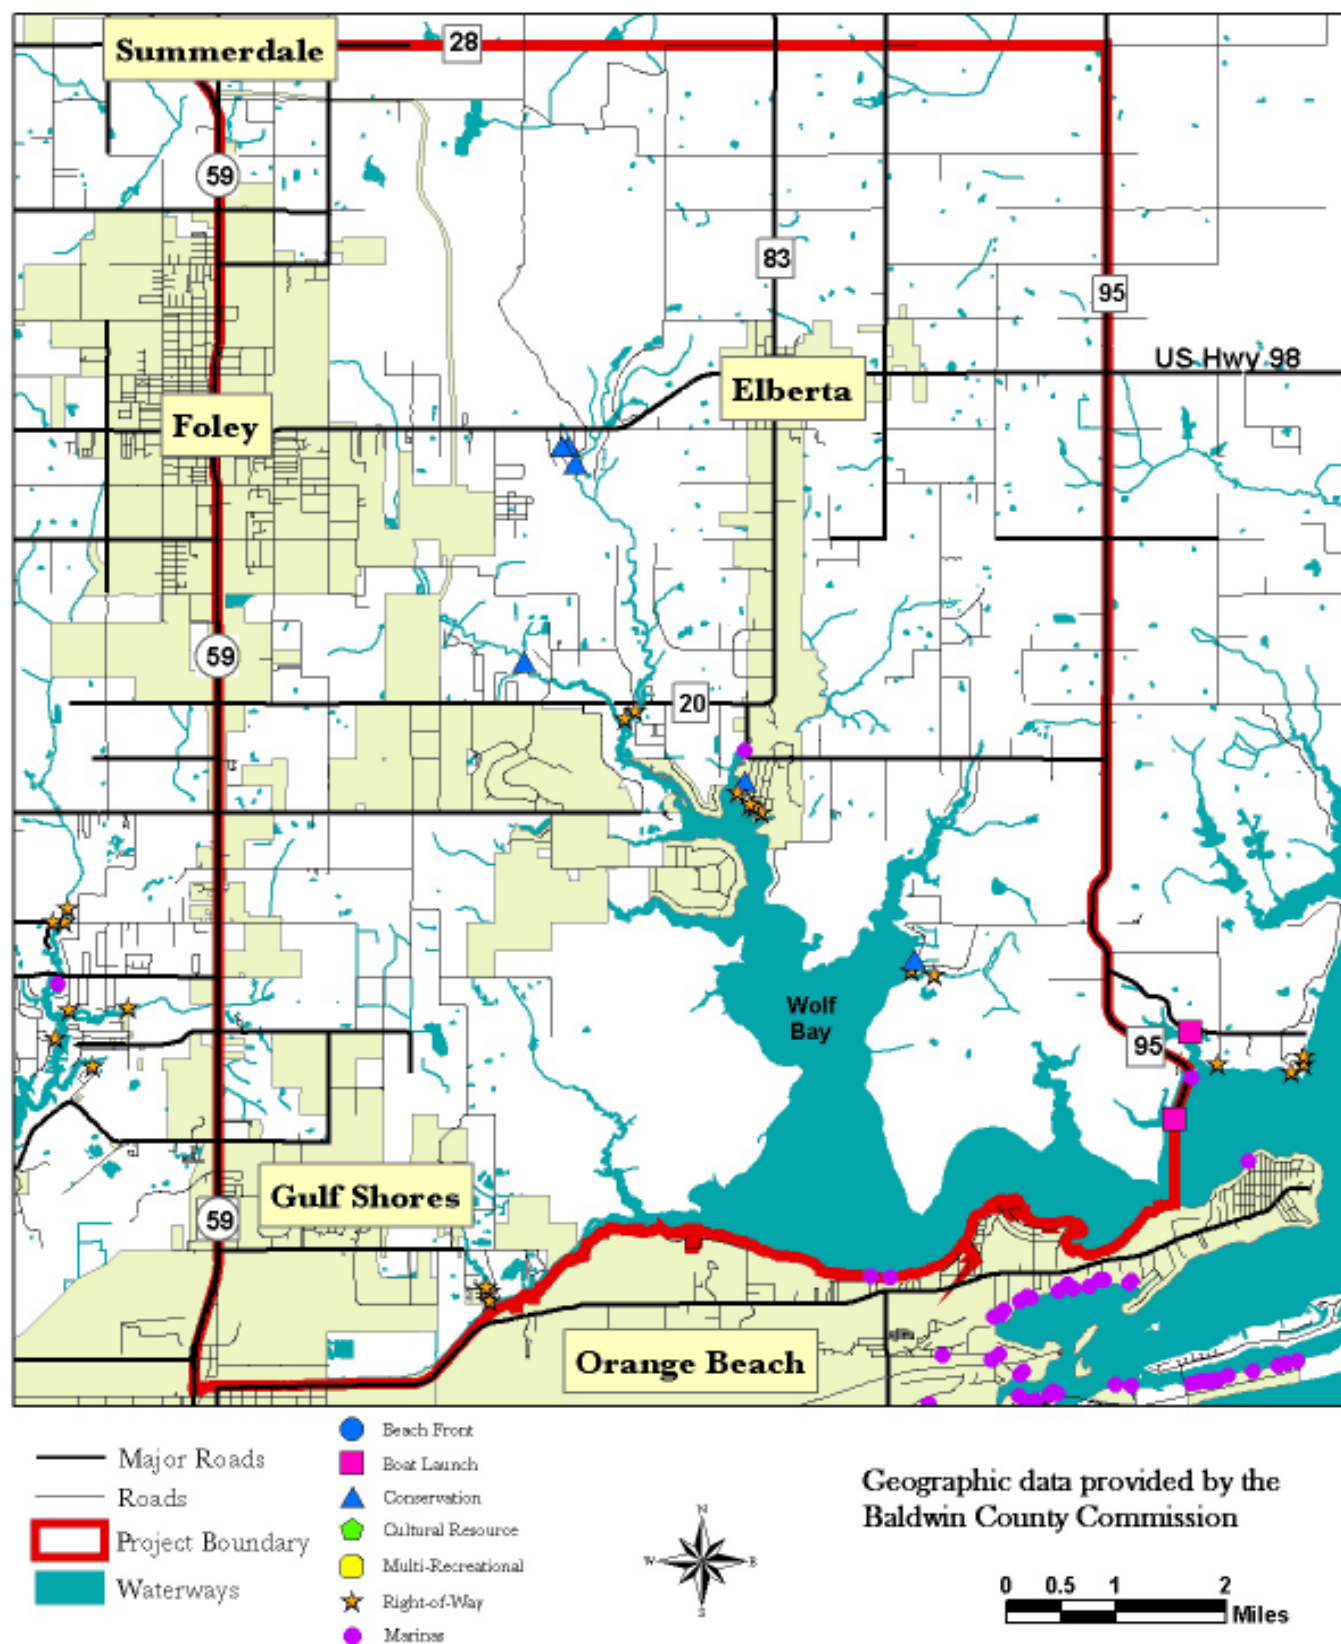 Summerdale
28
59
83
95
US Hwy 98
Elberta
Foley
59
20
Wolf
Bay
95
Gulf Shores
59
Orange Beach
Major Roads
Roads
Project Boundary
Waterways
Beach Front
Boat Launch
Conservation
Cultural Resource
Multi-Recreational
Right-of-Way
Marinas
N
W
E
S
Geographic data provided by the
Baldwin County Commission
0 0.5 1 2
Miles